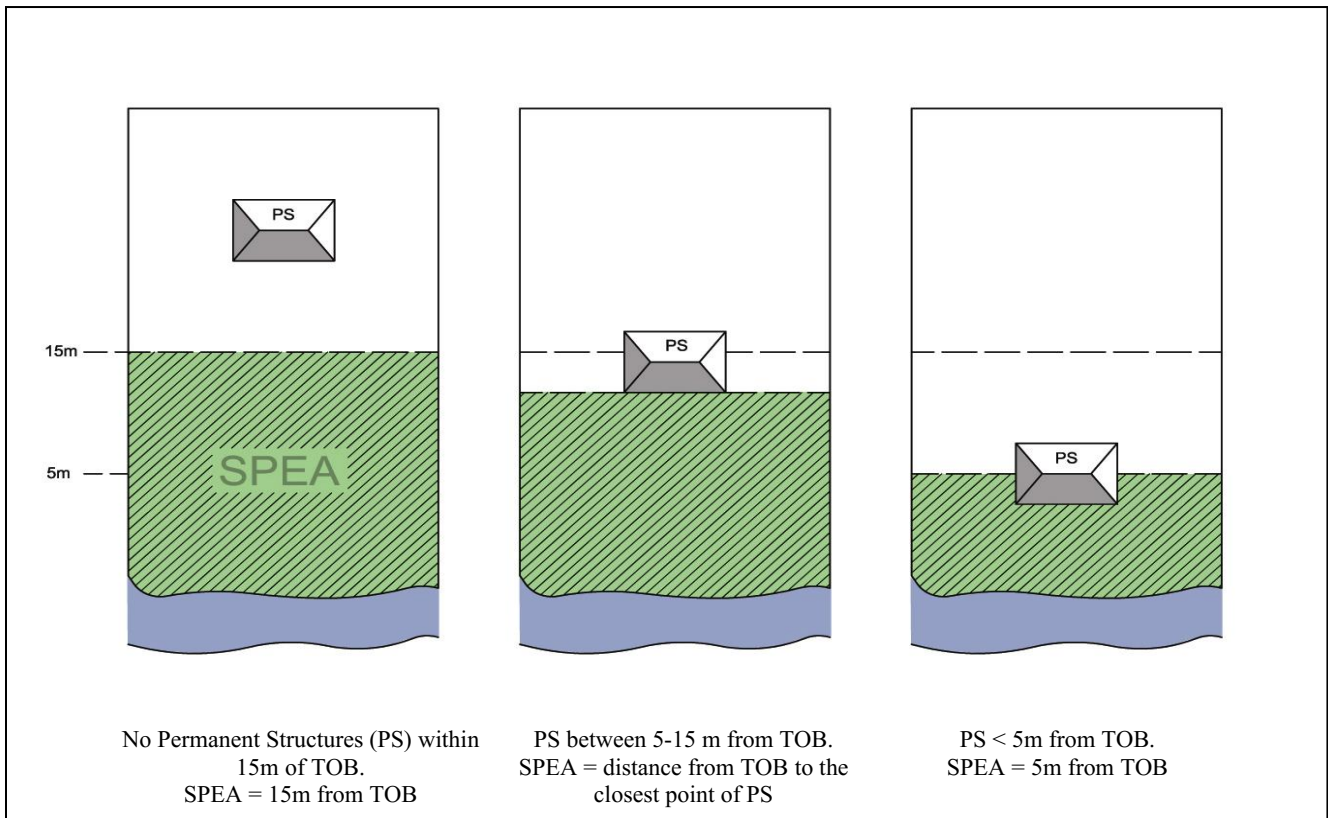 PS
PS
15m
PS
5m
SPEA
No Permanent Structures (PS) within
15m of TOB.
SPEA = 15m from TOB
PS between 5-15 m from TOB.
SPEA = distance from TOB to the
closest point of PS
PS < 5m from TOB.
SPEA = 5m from TOB